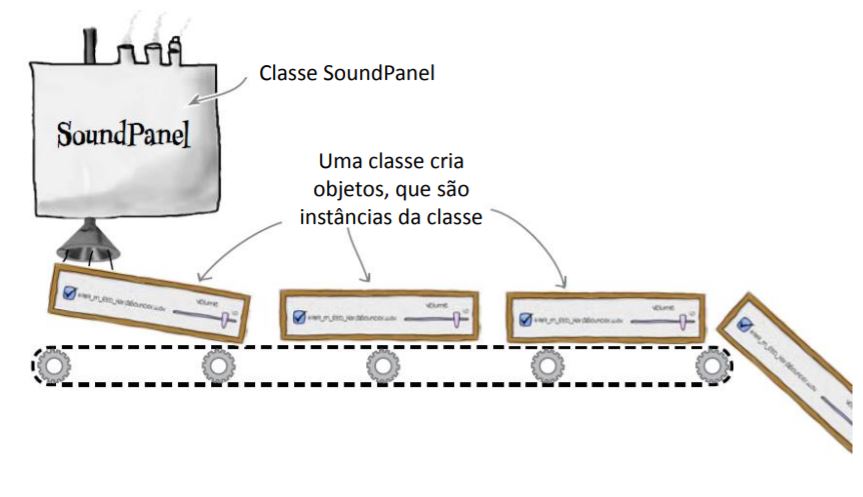 Classe SoundPanel
SoundPanel
Uma classe cria
objetos, que são
instâncias da classe
volume
volume
volume